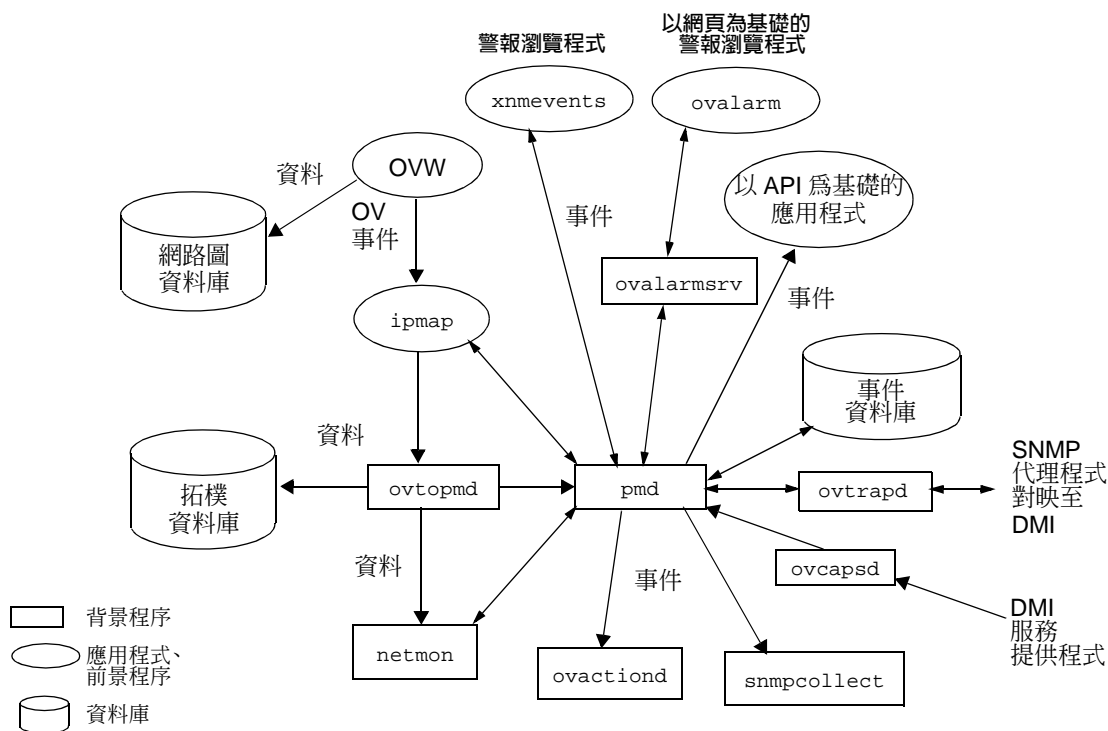 以網頁為基礎的
警報瀏覽程式
警報瀏覽程式
xnmevents
ovalarm
OVW
資料
以 API 為基礎的
應用程式
OV
事件
事件
網路圖
資料庫
ovalarmsrv
事件
ipmap
事件
資料庫
資料
SNMP
代理程式
對映至
DMI
拓樸
資料庫
ovtopmd
pmd
ovtrapd
資料
事件
ovcapsd
DMI
服務
提供程式
背景程序
netmon
ovactiond
snmpcollect
應用程式、
前景程序
資料庫